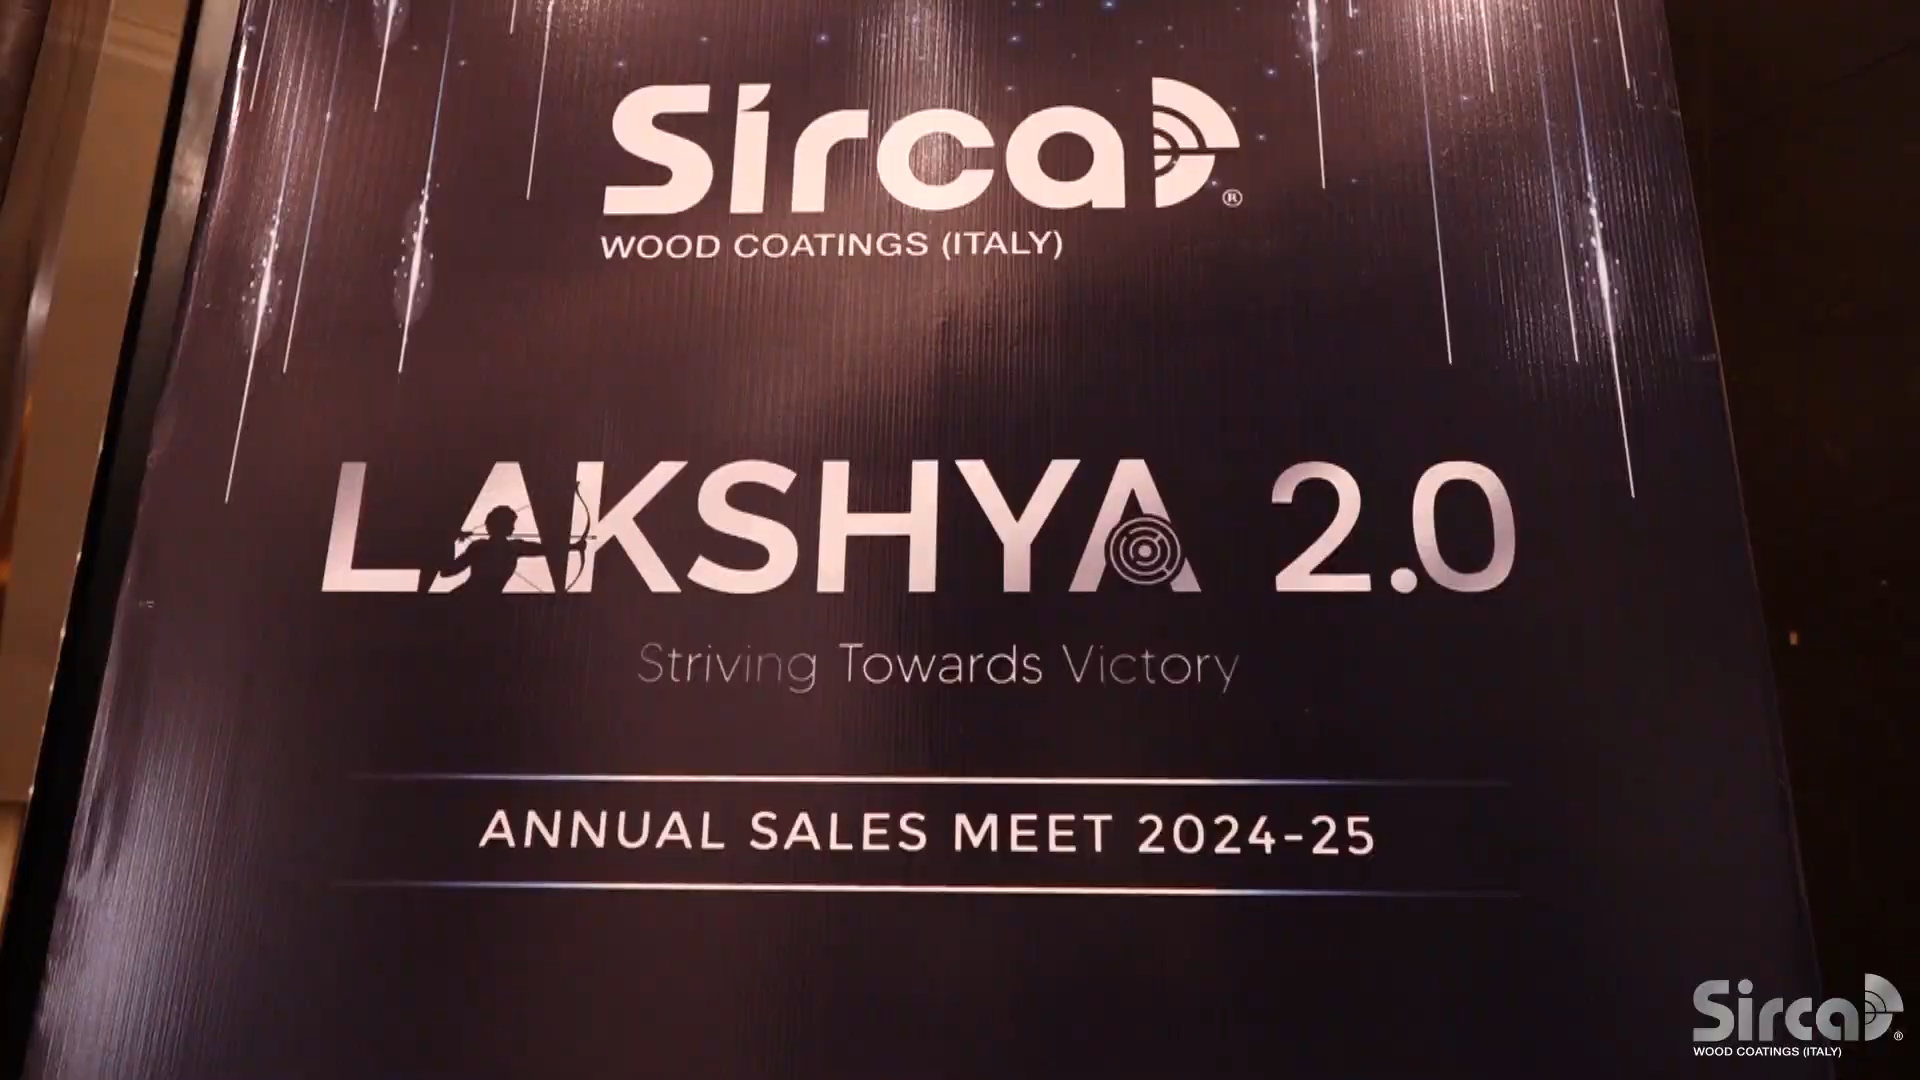 Sirca®
WOOD COATINGS (ITALY)
LAKSHYA 2.0
Striving Towards Victory
ANNUAL SALES MEET 2024-25
Sirca®
WOOD COATINGS (ITALY)